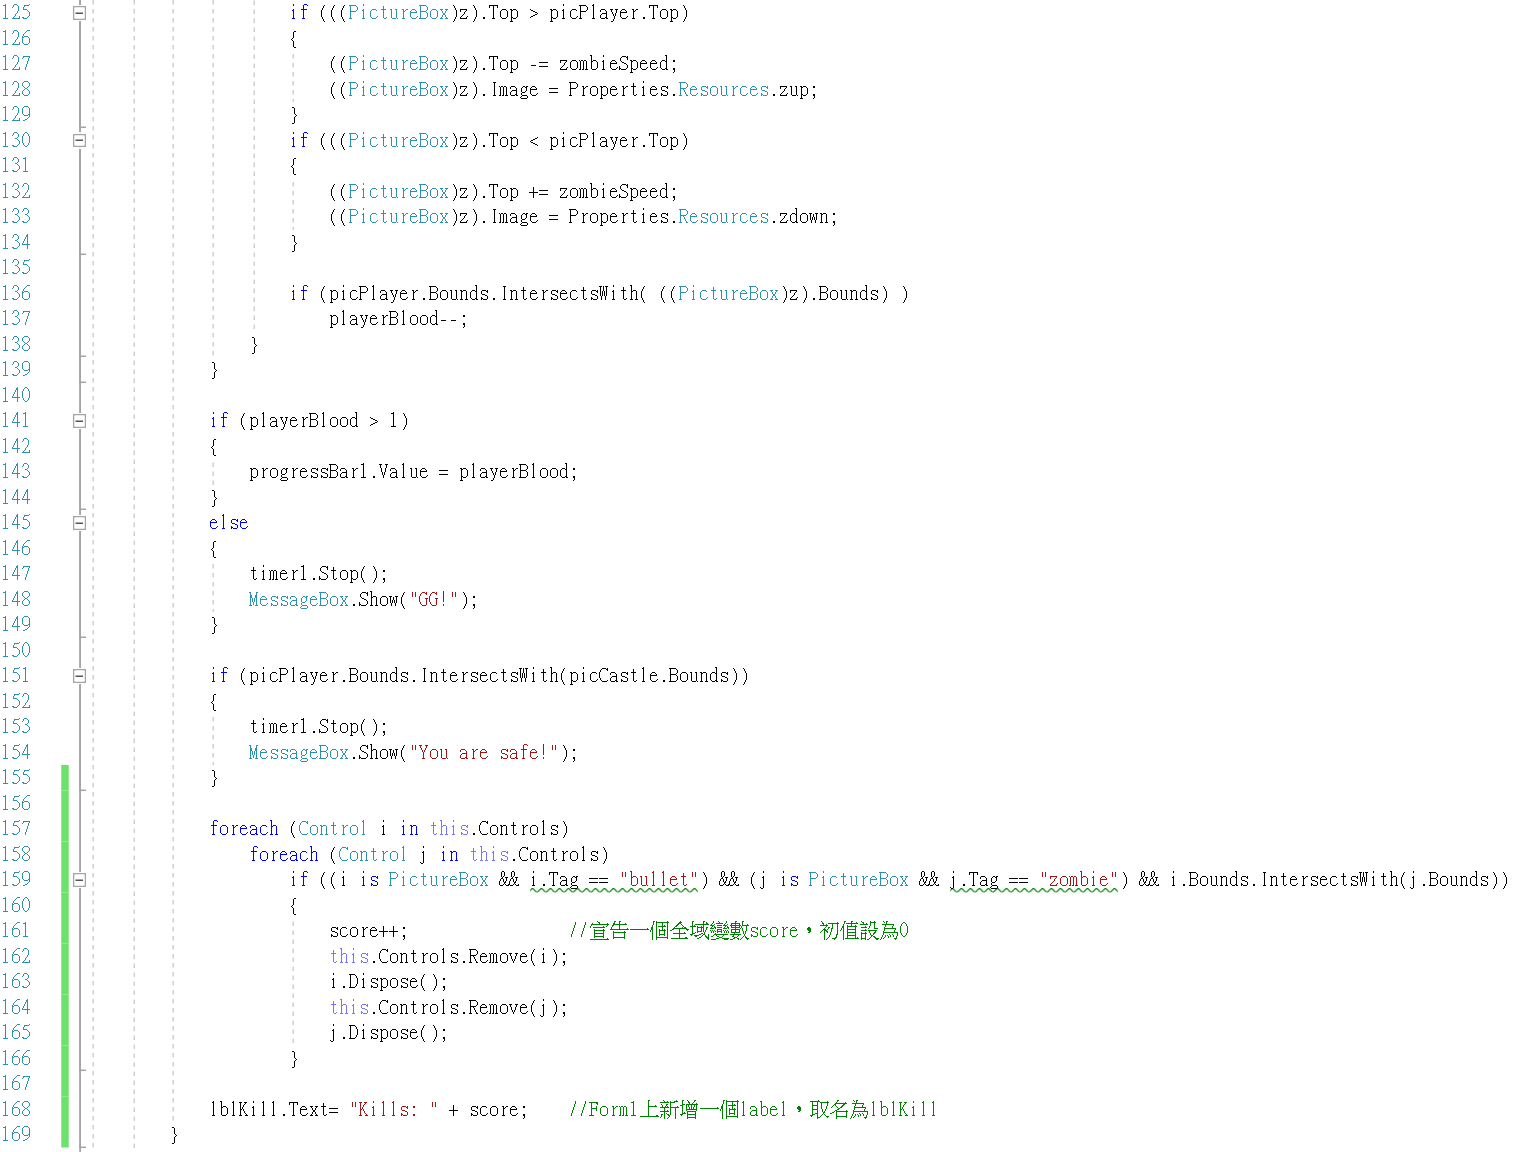 125 if (((PictureBox)z).Top > picPlayer.Top)
126 {
127 ((PictureBox)z).Top -= zombieSpeed;
128 ((PictureBox)z).Image = Properties.Resources.zup;
129 }
130 if (((PictureBox)z).Top < picPlayer.Top)
131 {
132 ((PictureBox)z).Top += zombieSpeed;
133 ((PictureBox)z).Image = Properties.Resources.zdown;
134 }
135
136 if (picPlayer.Bounds.IntersectsWith( ((PictureBox)z).Bounds) )
137 playerBlood--;
138 }
139 }
140
141 if (playerBlood > 1)
142 {
143 progressBar1.Value = playerBlood;
144 }
145 else
146 {
147 timer1.Stop();
148 MessageBox.Show("GG!");
149 }
150
151 if (picPlayer.Bounds.IntersectsWith(picCastle.Bounds))
152 {
153 timer1.Stop();
154 MessageBox.Show("You are safe!");
155 }
156
157 foreach (Control i in this.Controls)
158 foreach (Control j in this.Controls)
159 if ((i is PictureBox && i.Tag == "bullet") && (j is PictureBox && j.Tag == "zombie") && i.Bounds.IntersectsWith(j.Bounds))
160 {
161 score++; //宣告一個全域變數score，初值設為0
162 this.Controls.Remove(i);
163 i.Dispose();
164 this.Controls.Remove(j);
165 j.Dispose();
166 }
167
168 lblKill.Text= "Kills: " + score; //Form1上新增一個label，取名為lblKill
169 }